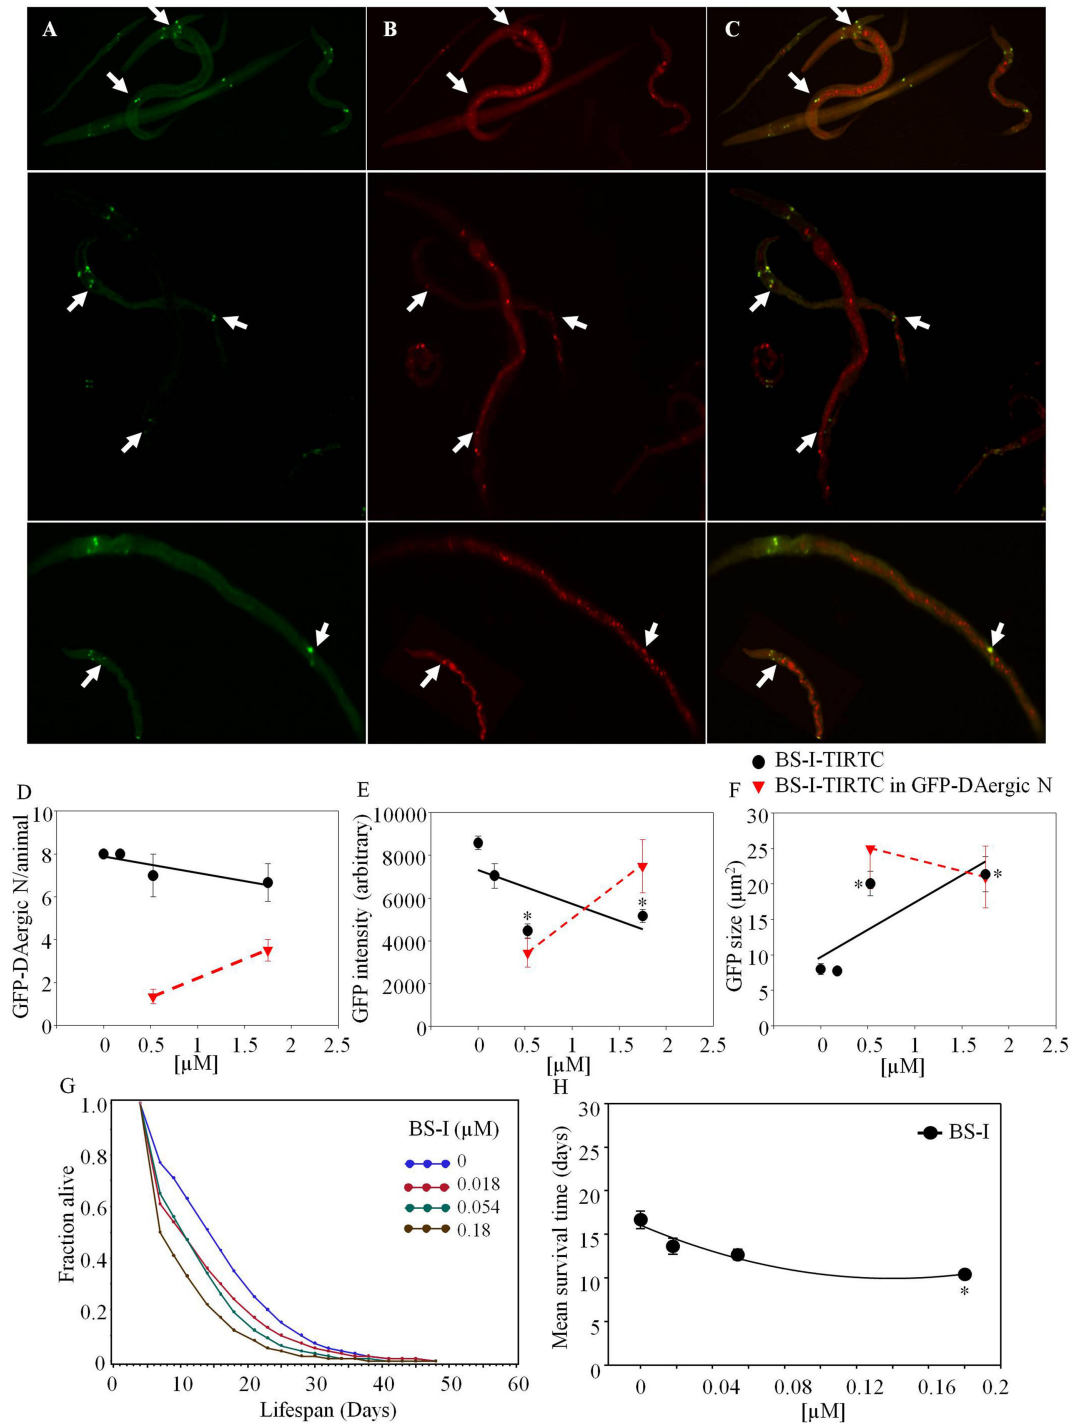 A
B
C
BS-I-TIRTC
BS-I-TIRTC in GFP-DAergic N
D
GFP-DAergic N/animal
10
8
6
4
2
0
0 0.5 1 1.5 2 2.5
[µM]
E
GFP intensity (arbitrary)
10000
8000
6000
4000
2000
0
0 0.5 1 1.5 2 2.5
[µM]
*
*
F
GFP size (µm²)
30
25
20
15
10
5
0
0 0.5 1 1.5 2 2.5
[µM]
*
*
G
Fraction alive
1.0
0.8
0.6
0.4
0.2
0
0 10 20 30 40 50 60
Lifespan (Days)
BS-I (µM)
0
0.018
0.054
0.18
H
Mean survival time (days)
30
25
20
15
10
5
0
0 0.04 0.08 0.12 0.16 0.2
[µM]
BS-I
*